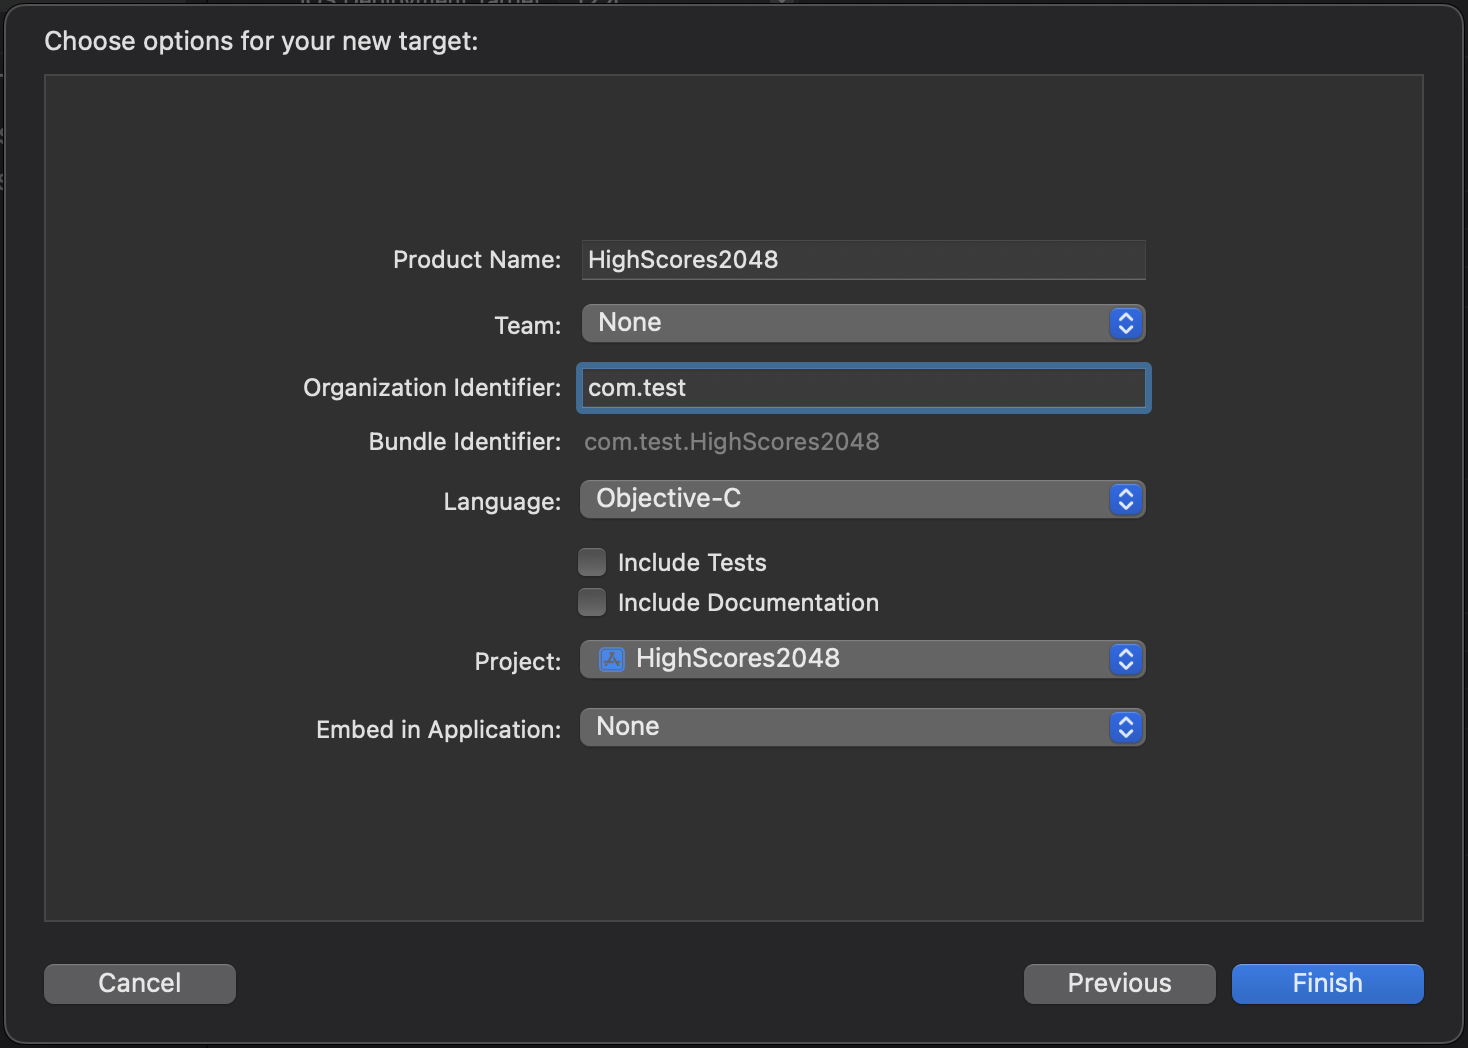 Choose options for your new target:
Product Name: HighScores2048
Team: None
Organization Identifier: com.test
Bundle Identifier: com.test.HighScores2048
Language: Objective-C
Include Tests
Include Documentation
Project: HighScores2048
Embed in Application: None
Cancel Previous Finish